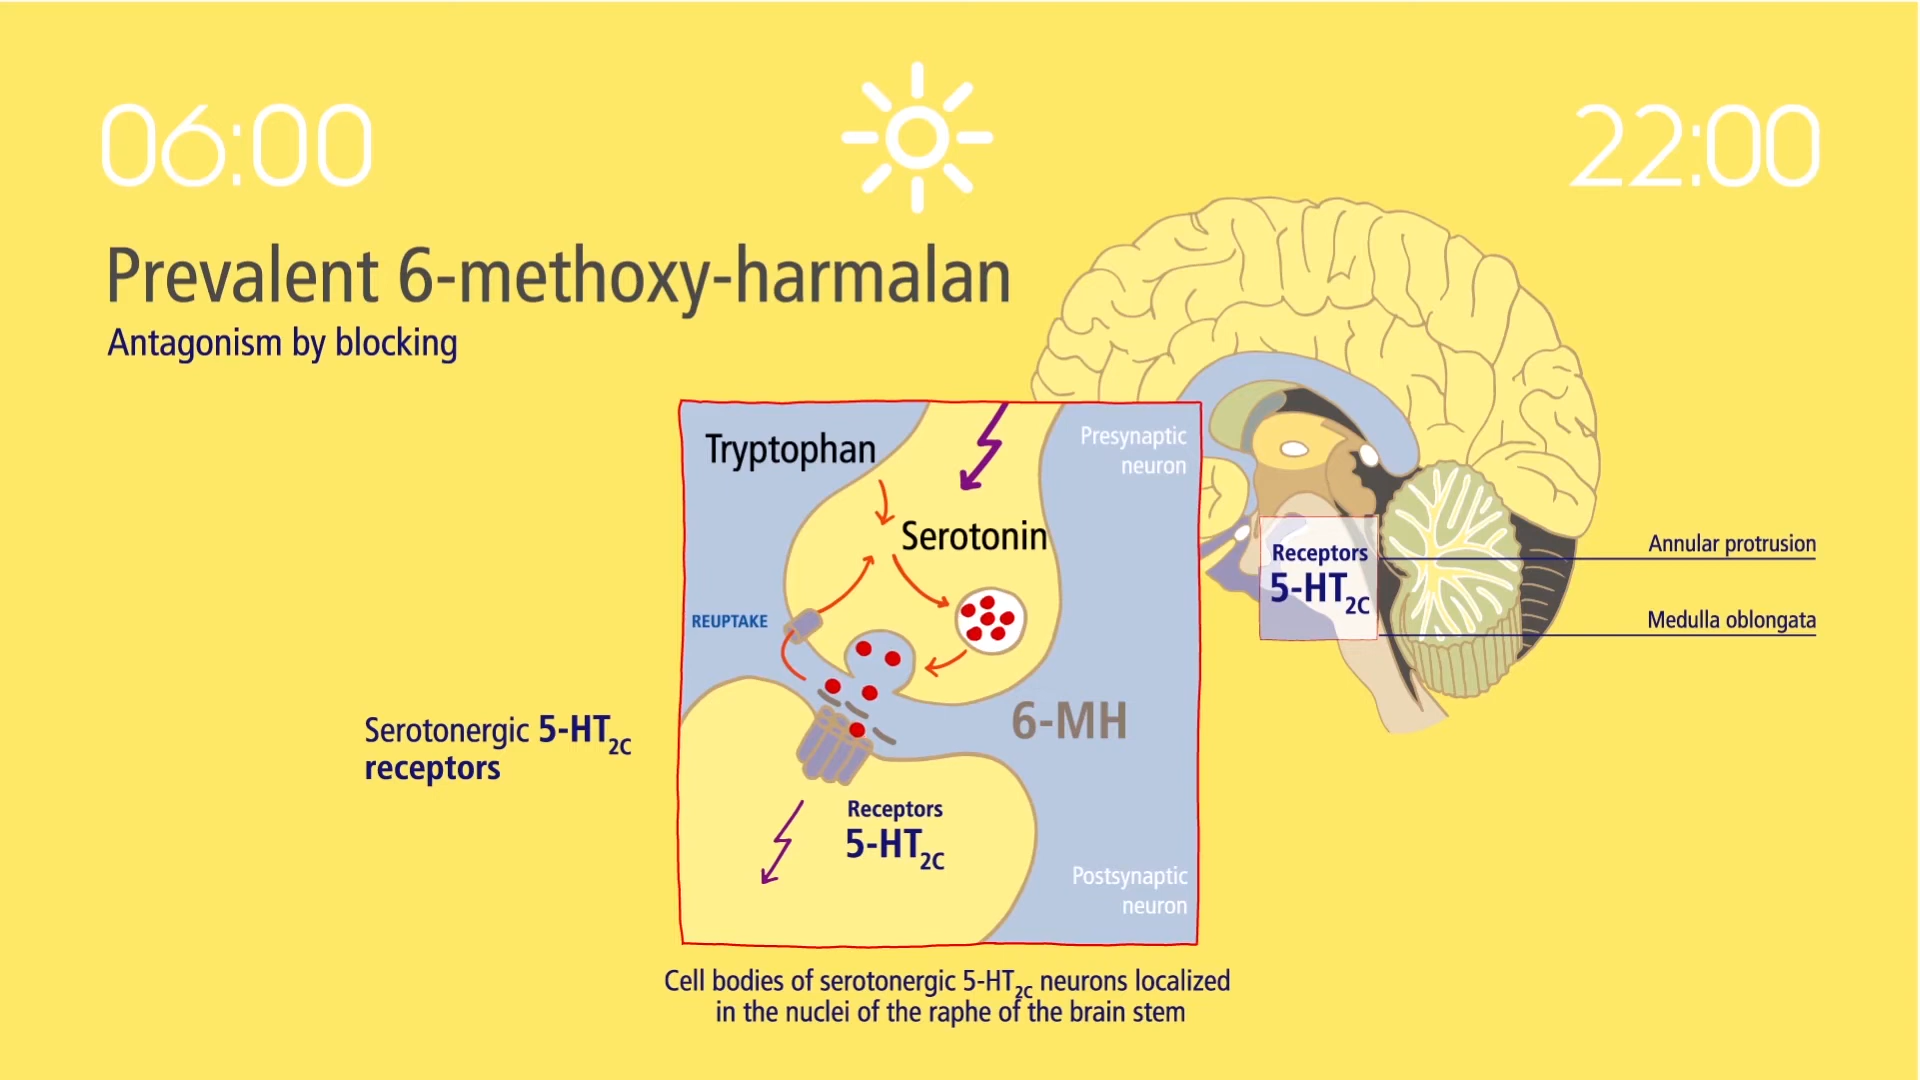 06:00
22:00
Prevalent 6-methoxy-harmalan
Antagonism by blocking
Tryptophan
Presynaptic
neuron
Serotonin
REUPTAKE
6-MH
Receptors
5-HT2C
Postsynaptic
neuron
Serotonergic 5-HT2C
receptors
Receptors
5-HT2C
Annular protrusion
Medulla oblongata
Cell bodies of serotonergic 5-HT2C neurons localized
in the nuclei of the raphe of the brain stem